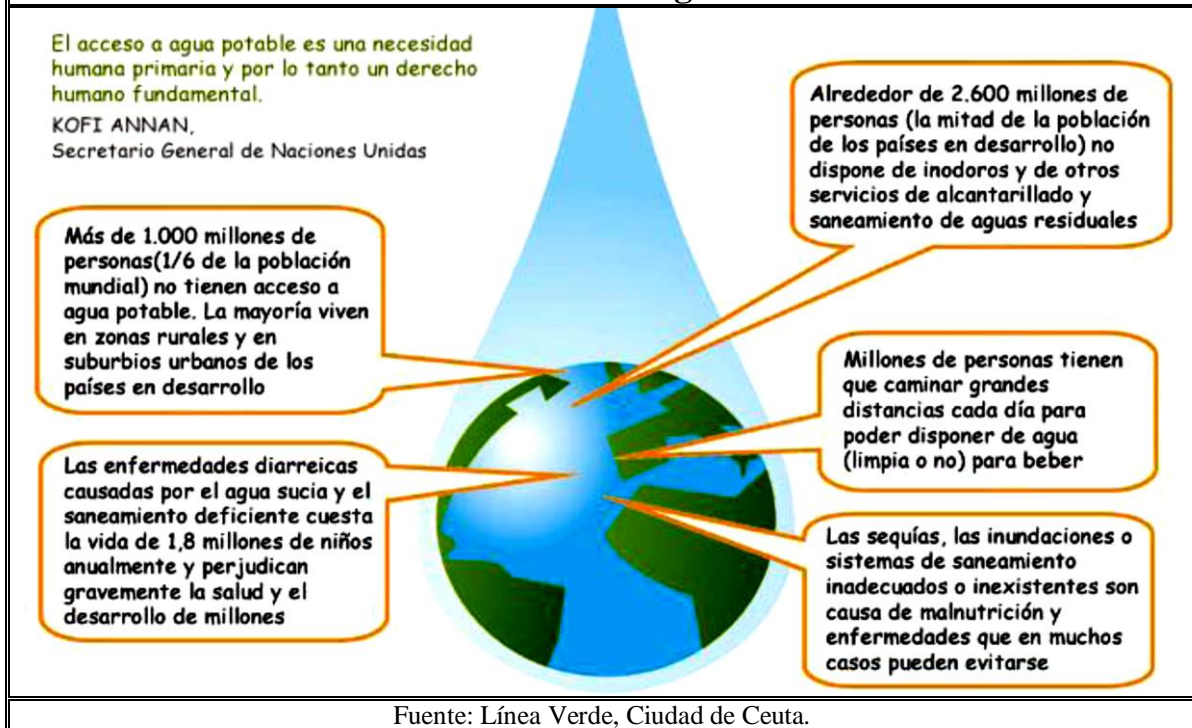 El acceso a agua potable es una necesidad
humana primaria y por lo tanto un derecho
humano fundamental.
KOFI ANNAN,
Secretario General de Naciones Unidas
Alrededor de 2.600 millones de
personas (la mitad de la población
de los países en desarrollo) no
dispone de inodoros y de otros
servicios de alcantarillado y
saneamiento de aguas residuales
Más de 1.000 millones de
personas(1/6 de la población
mundial) no tienen acceso a
agua potable. La mayoría viven
en zonas rurales y en
suburbios urbanos de los
países en desarrollo
Millones de personas tienen
que caminar grandes
distancias cada día para
poder disponer de agua
(limpia o no) para beber
Las enfermedades diarreicas
causadas por el agua sucia y el
saneamiento deficiente cuesta
la vida de 1,8 millones de niños
anualmente y perjudican
gravemente la salud y el
desarrollo de millones
Las sequías, las inundaciones o
sistemas de saneamiento
inadecuados o inexistentes son
causa de malnutrición y
enfermedades que en muchos
casos pueden evitarse
Fuente: Línea Verde, Ciudad de Ceuta.